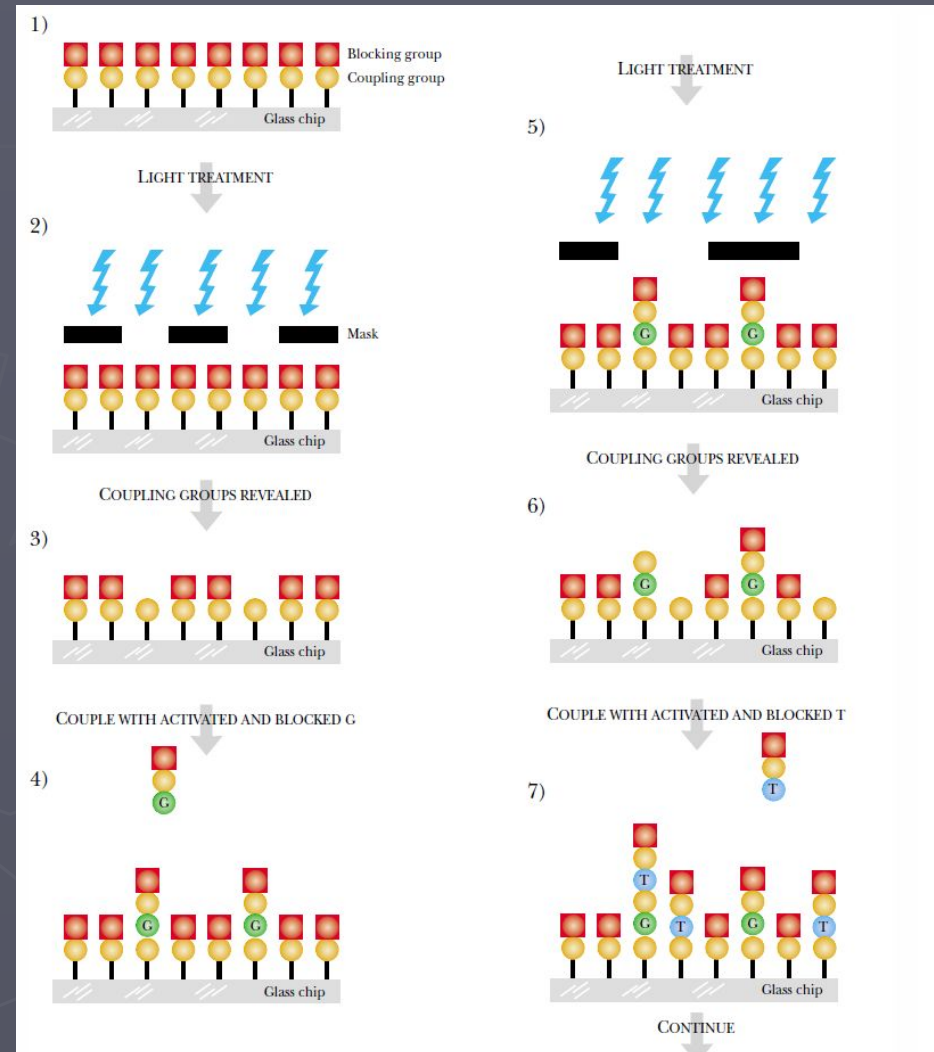 1)
Blocking group
Coupling group
Glass chip
LIGHT TREATMENT
2)
Mask
Glass chip
COUPLING GROUPS REVEALED
3)
Glass chip
COUPLE WITH ACTIVATED AND BLOCKED G
4)
G
G
G
Glass chip
LIGHT TREATMENT
5)
G
G
Glass chip
COUPLING GROUPS REVEALED
6)
G
G
Glass chip
COUPLE WITH ACTIVATED AND BLOCKED T
7)
T
T
G
T
G
T
Glass chip
CONTINUE